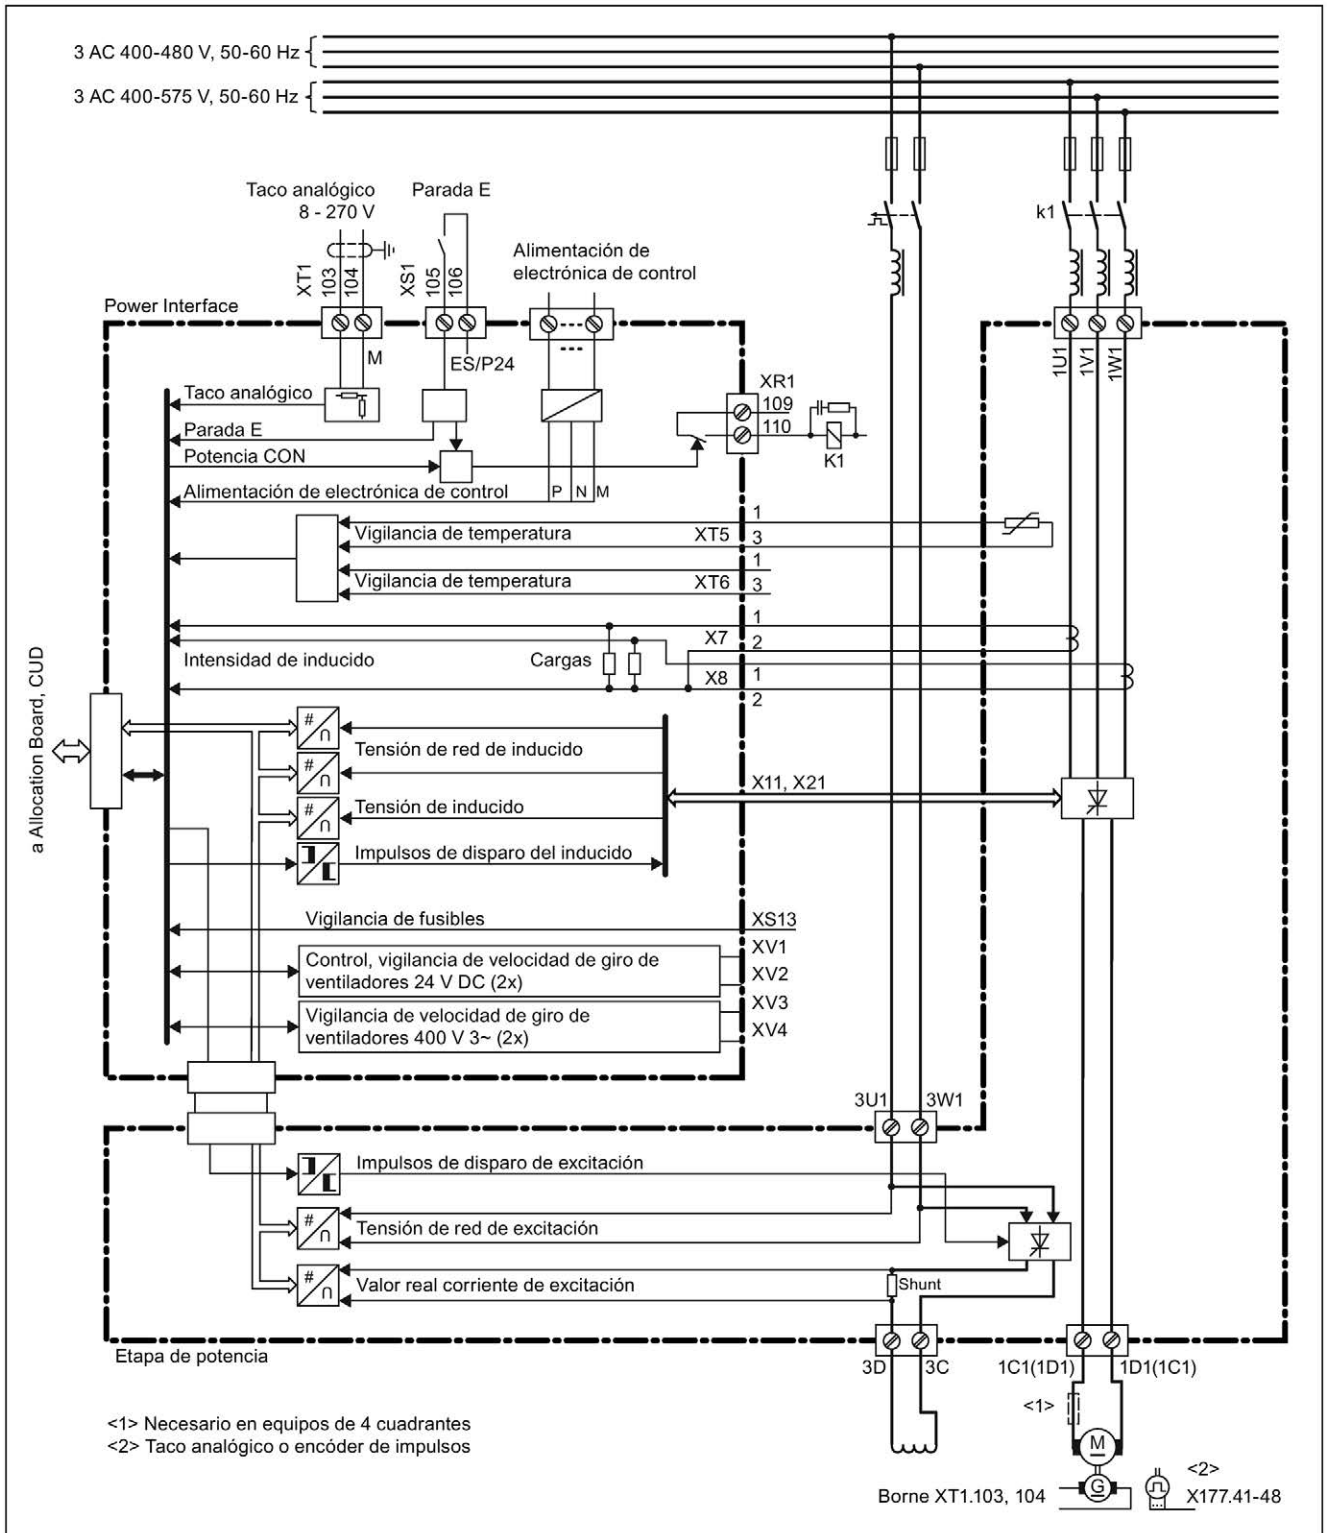 3 AC 400-480 V, 50-60 Hz
3 AC 400-575 V, 50-60 Hz
Taco analógico
8 - 270 V
Parada E
k1
XT1
103
104
XS1
105
106
Alimentación de
electrónica de control
Power Interface
M
ES/P24
1U1
1V1
1W1
XR1
109
110
K1
Taco analógico
Parada E
Potencia CON
Alimentación de electrónica de control
P
N
M
1
Vigilancia de temperatura
XT5
3
1
Vigilancia de temperatura
XT6
3
1
X7
2
Intensidad de inducido
Cargas
X8
1
2
a Allocation Board, CUD
#
∩
Tensión de red de inducido
#
∩
X11, X21
Tensión de inducido
#
∩
Impulsos de disparo del inducido
Vigilancia de fusibles
XS13
XV1
Control, vigilancia de velocidad de giro de
ventiladores 24 V DC (2x)
XV2
XV3
Vigilancia de velocidad de giro de
ventiladores 400 V 3~ (2x)
XV4
3U1
3W1
Impulsos de disparo de excitación
#
∩
Tensión de red de excitación
#
∩
Valor real corriente de excitación
Shunt
Etapa de potencia
3D
3C
1C1(1D1)
1D1(1C1)
<1>
<1> Necesario en equipos de 4 cuadrantes
<2> Taco analógico o encóder de impulsos
M
G
<2>
Borne XT1.103, 104
X177.41-48